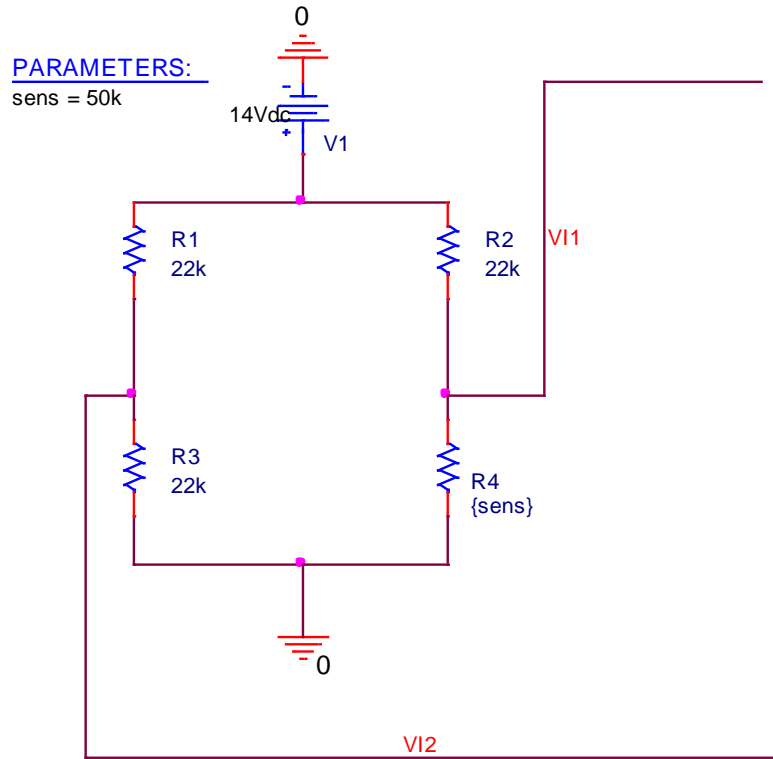 0
PARAMETERS:
sens = 50k
-
14Vdc
+
V1
R1
22k
R2
22k
VI1
R3
22k
R4
{sens}
0
VI2